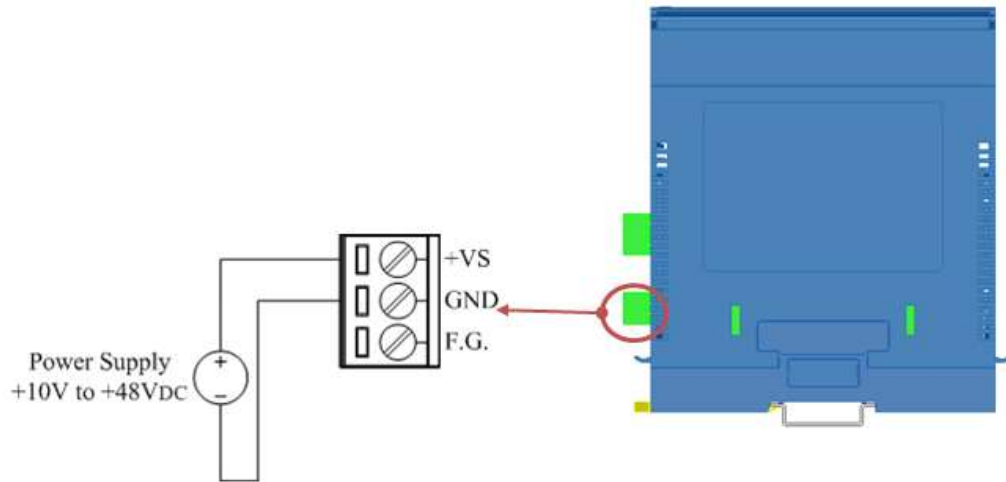 +VS
GND
F.G.
Power Supply
+
+10V to +48VDC
−